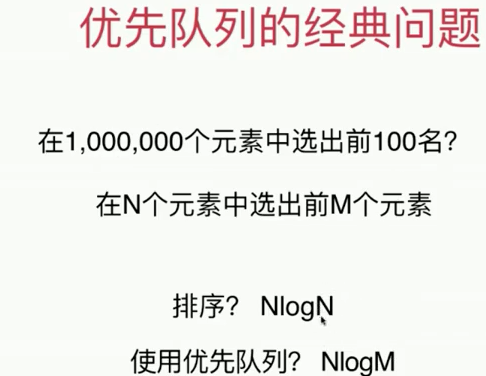 优先队列的经典问题
在1,000,000个元素中选出前100名？
在N个元素中选出前M个元素
排序？ NlogN
使用优先队列？ NlogM